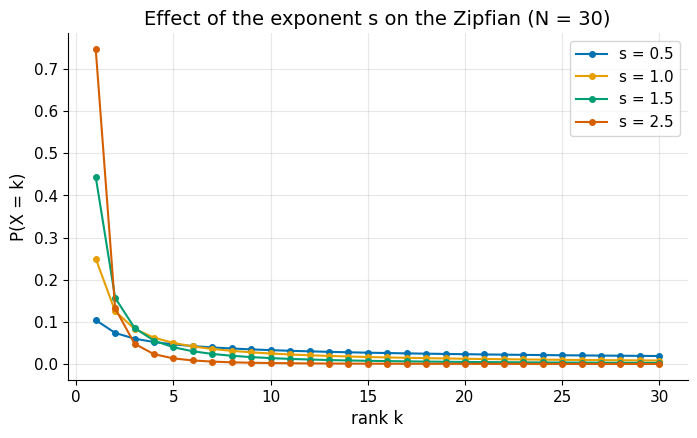 Effect of the exponent s on the Zipfian (N = 30)
P(X = k)
0.7
0.6
0.5
0.4
0.3
0.2
0.1
0.0
s = 0.5
s = 1.0
s = 1.5
s = 2.5
0 5 10 15 20 25 30
rank k